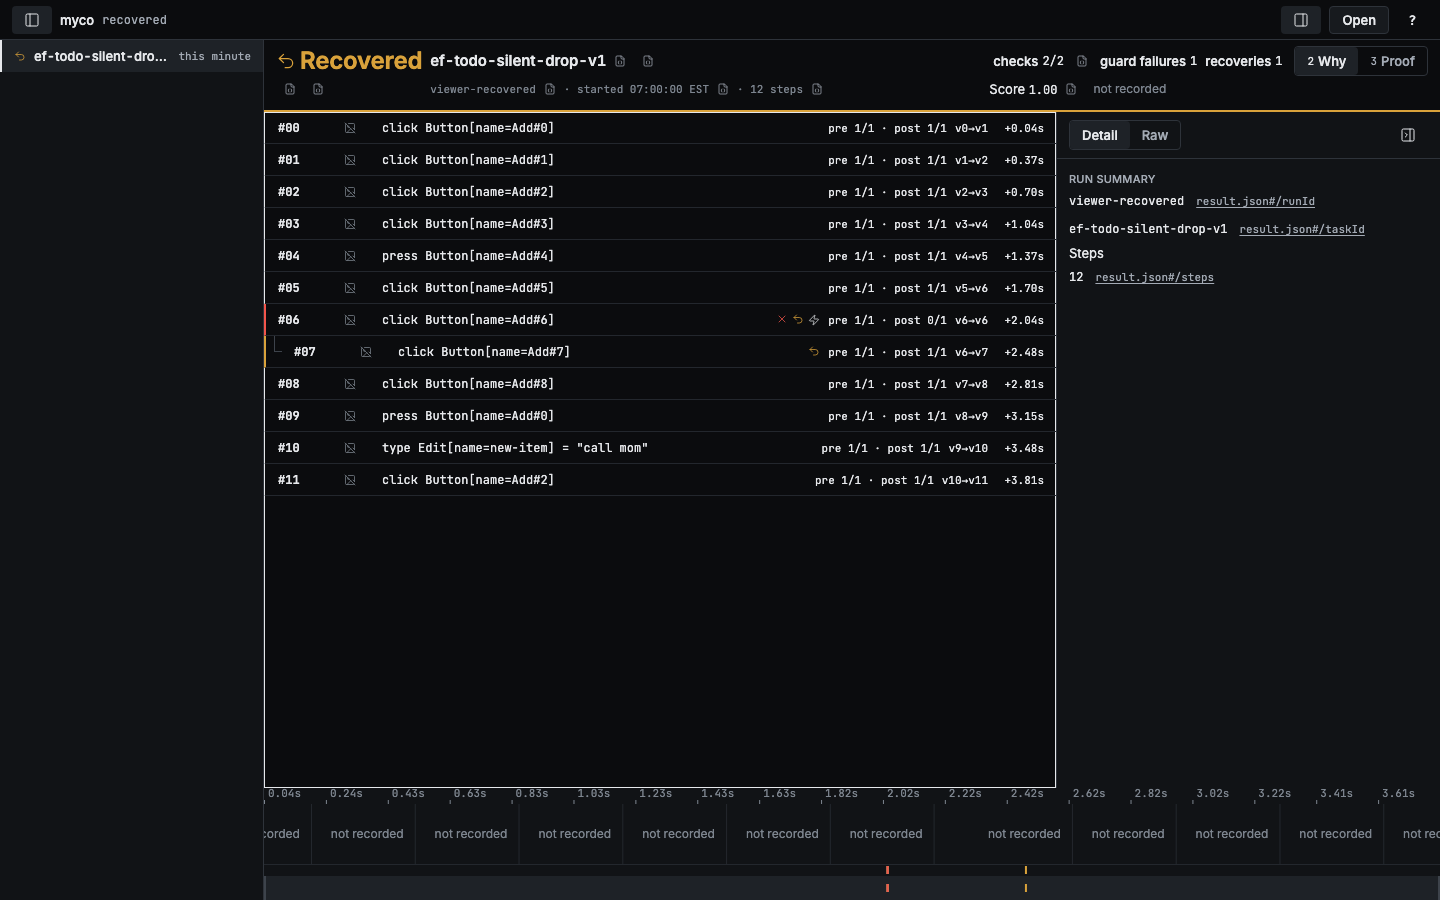 myco recovered Open ?
ef-todo-silent-dro... this minute
Recovered ef-todo-silent-drop-v1 checks 2/2 guard failures 1 recoveries 1 2 Why 3 Proof
viewer-recovered · started 07:00:00 EST · 12 steps Score 1.00 not recorded
#00 click Button[name=Add#0] pre 1/1 · post 1/1 v0→v1 +0.04s
#01 click Button[name=Add#1] pre 1/1 · post 1/1 v1→v2 +0.37s
#02 click Button[name=Add#2] pre 1/1 · post 1/1 v2→v3 +0.70s
#03 click Button[name=Add#3] pre 1/1 · post 1/1 v3→v4 +1.04s
#04 press Button[name=Add#4] pre 1/1 · post 1/1 v4→v5 +1.37s
#05 click Button[name=Add#5] pre 1/1 · post 1/1 v5→v6 +1.70s
#06 click Button[name=Add#6] pre 1/1 · post 0/1 v6→v6 +2.04s
#07 click Button[name=Add#7] pre 1/1 · post 1/1 v6→v7 +2.48s
#08 click Button[name=Add#8] pre 1/1 · post 1/1 v7→v8 +2.81s
#09 press Button[name=Add#0] pre 1/1 · post 1/1 v8→v9 +3.15s
#10 type Edit[name=new-item] = "call mom" pre 1/1 · post 1/1 v9→v10 +3.48s
#11 click Button[name=Add#2] pre 1/1 · post 1/1 v10→v11 +3.81s
Detail Raw
RUN SUMMARY
viewer-recovered result.json#/runId
ef-todo-silent-drop-v1 result.json#/taskId
Steps
12 result.json#/steps
0.04s 0.24s 0.43s 0.63s 0.83s 1.03s 1.23s 1.43s 1.63s 1.82s 2.02s 2.22s 2.42s 2.62s 2.82s 3.02s 3.22s 3.41s 3.61s
corded not recorded not recorded not recorded not recorded not recorded not recorded not recorded not recorded not recorded not recorded not rec